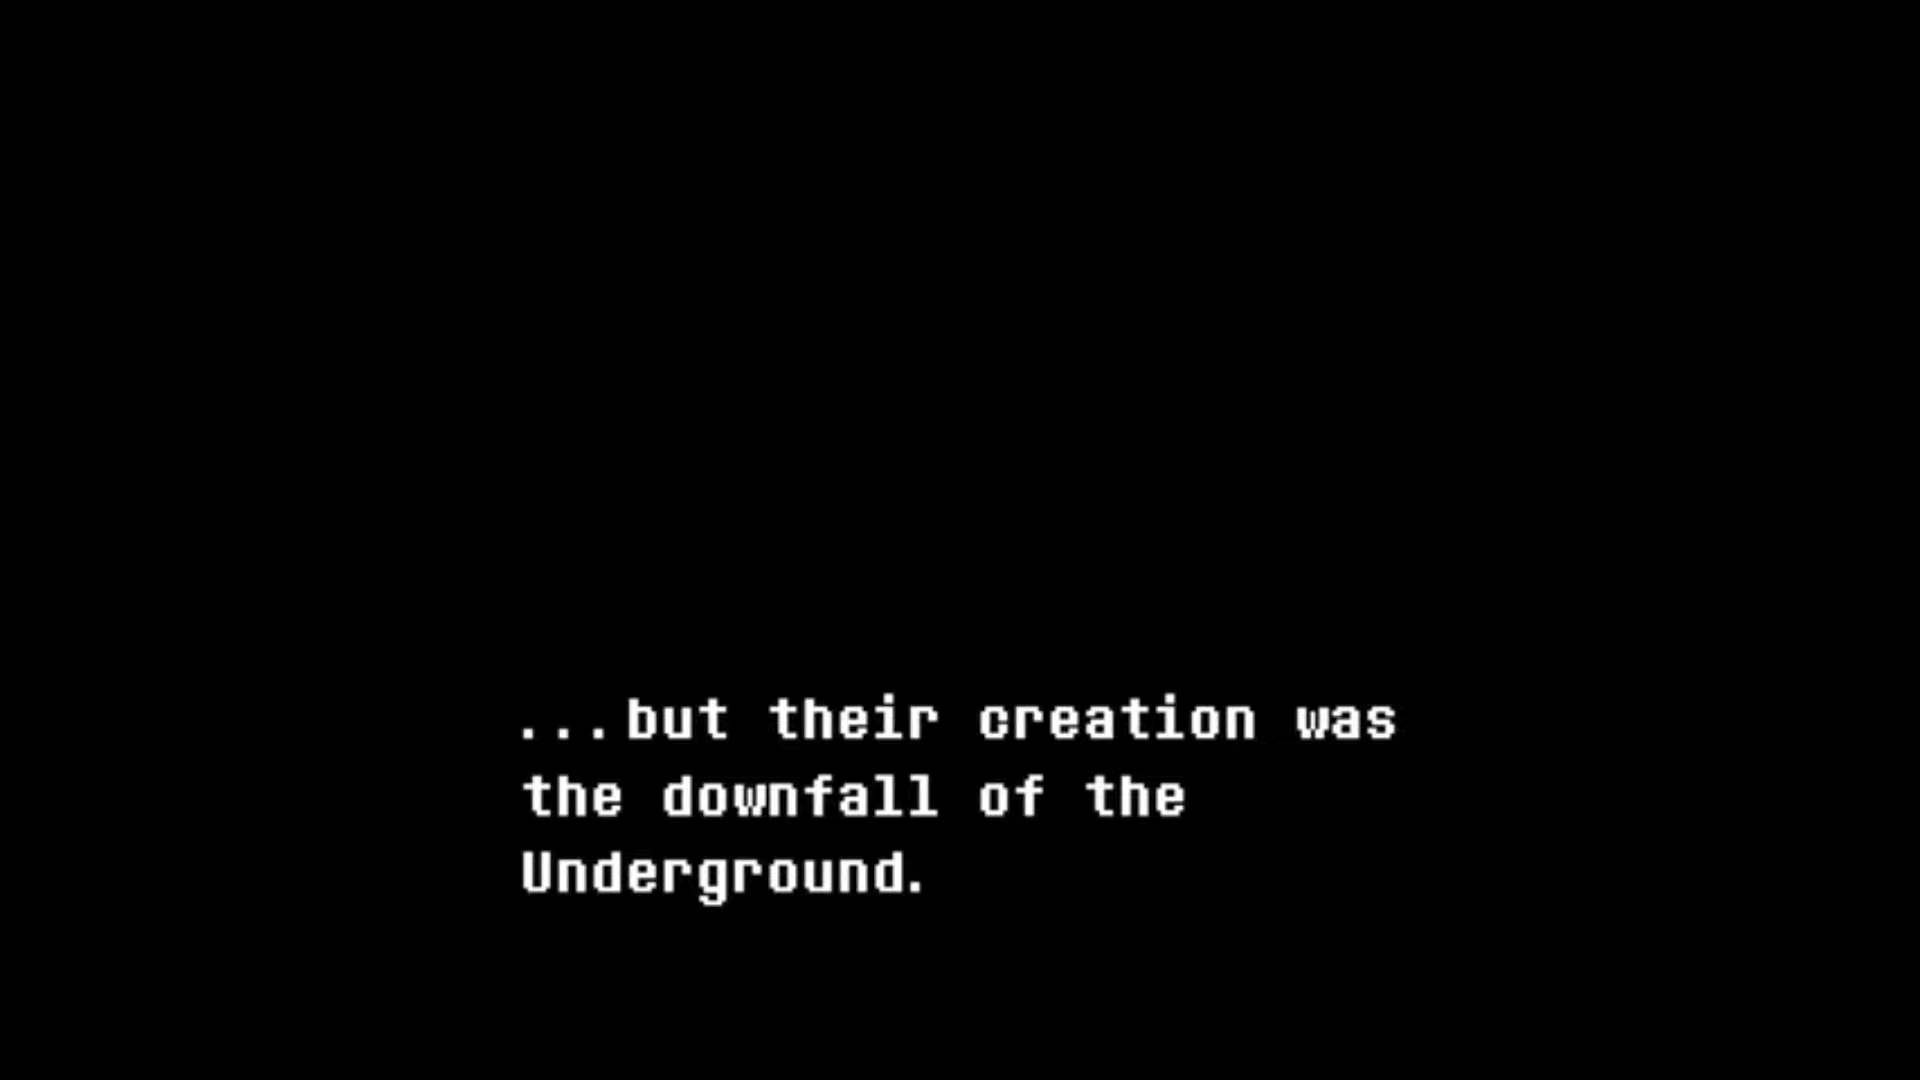 ...but their creation was
the downfall of the
Underground.